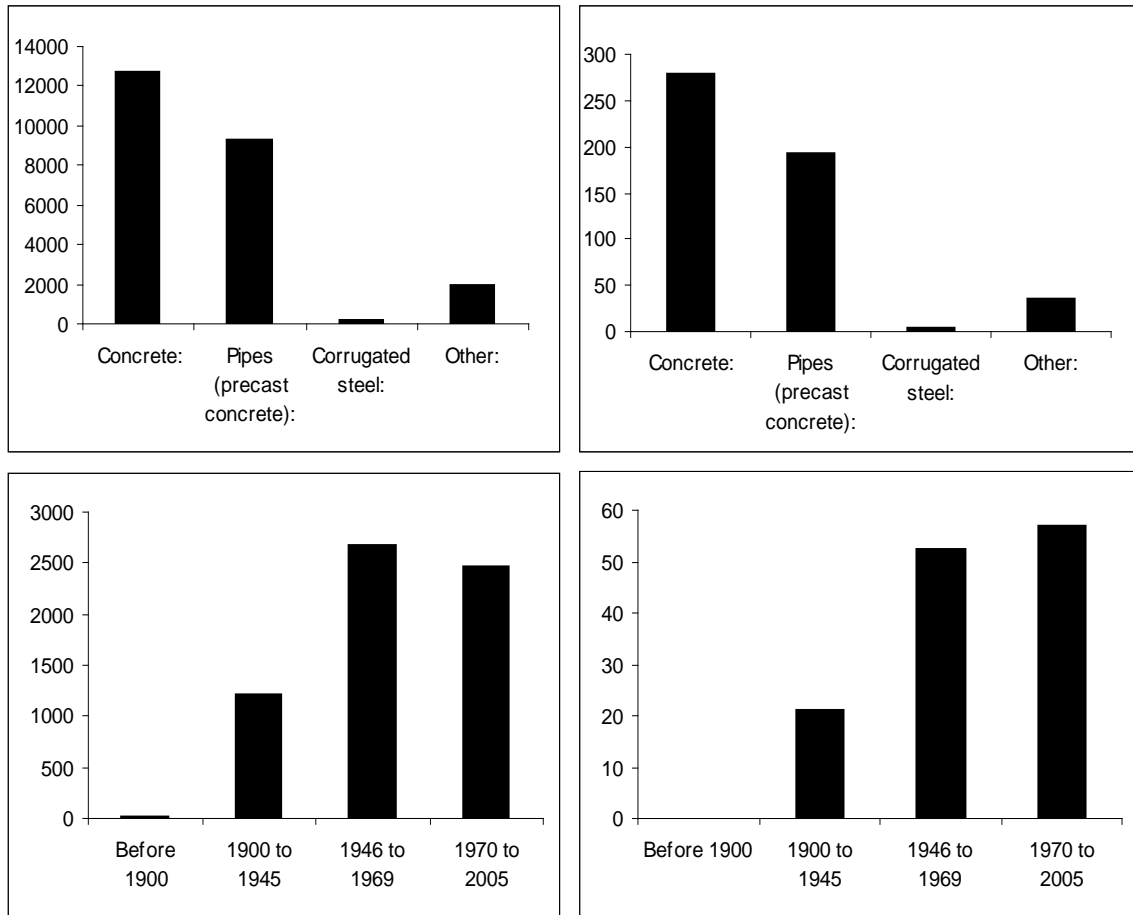 14000
12000
10000
8000
6000
4000
2000
0
Concrete:
Pipes
(precast
concrete):
Corrugated
steel:
Other:
300
250
200
150
100
50
0
Concrete:
Pipes
(precast
concrete):
Corrugated
steel:
Other:
3000
2500
2000
1500
1000
500
0
Before
1900
1900 to
1945
1946 to
1969
1970 to
2005
60
50
40
30
20
10
0
Before 1900
1900 to
1945
1946 to
1969
1970 to
2005